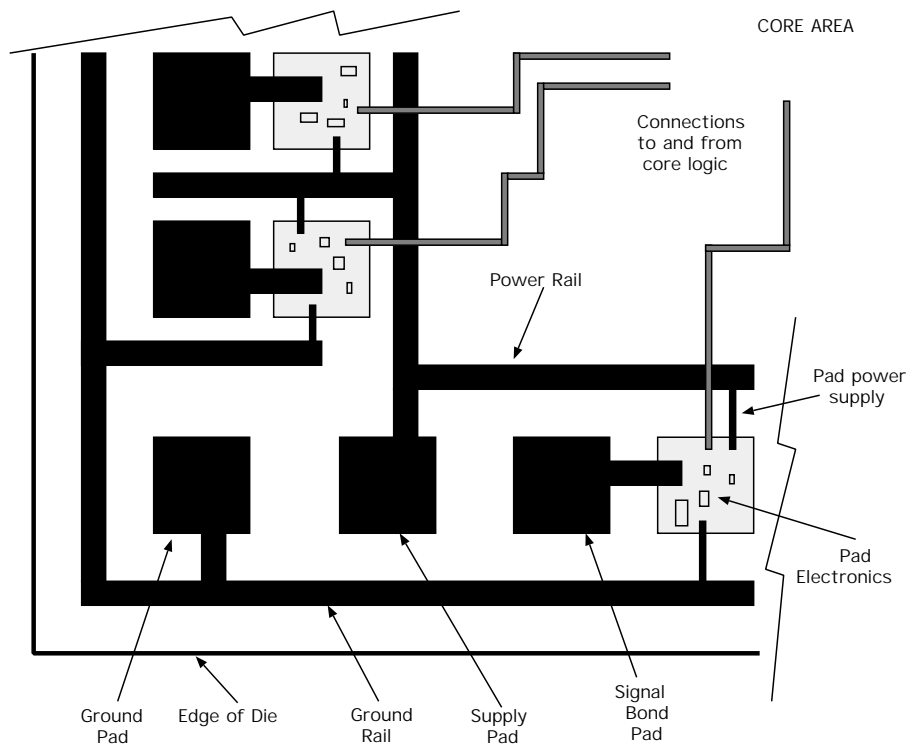 CORE AREA
Connections
to and from
core logic
Power Rail
Pad power
supply
Pad
Electronics
Ground
Pad
Edge of Die
Ground
Rail
Supply
Pad
Signal
Bond
Pad